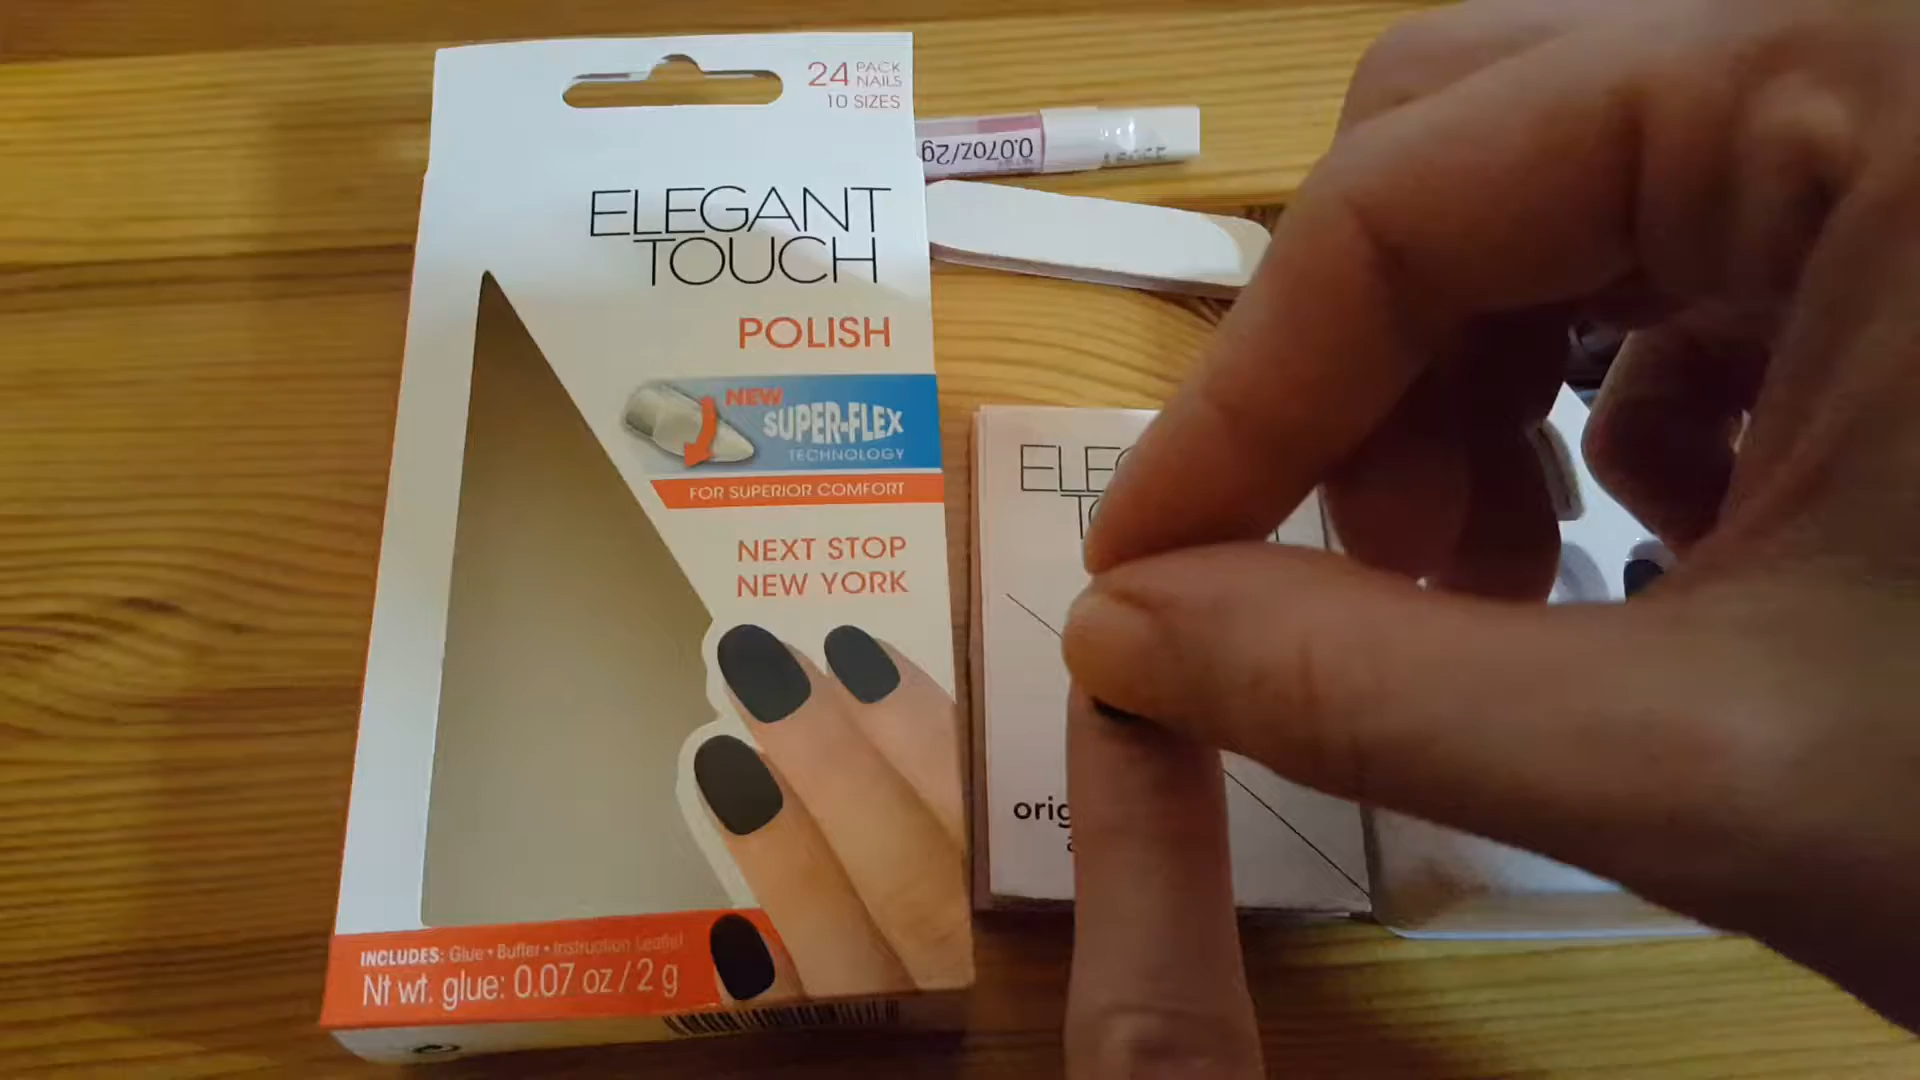 24 PACK NAILS
10 SIZES
ELEGANT
TOUCH
POLISH
NEW
SUPER-FLEX
TECHNOLOGY
FOR SUPERIOR COMFORT
NEXT STOP
NEW YORK
INCLUDES: Glue • Buffer • Instruction Leaflet
Nt wt. glue: 0.07 oz / 2 g
0.07oz/2g